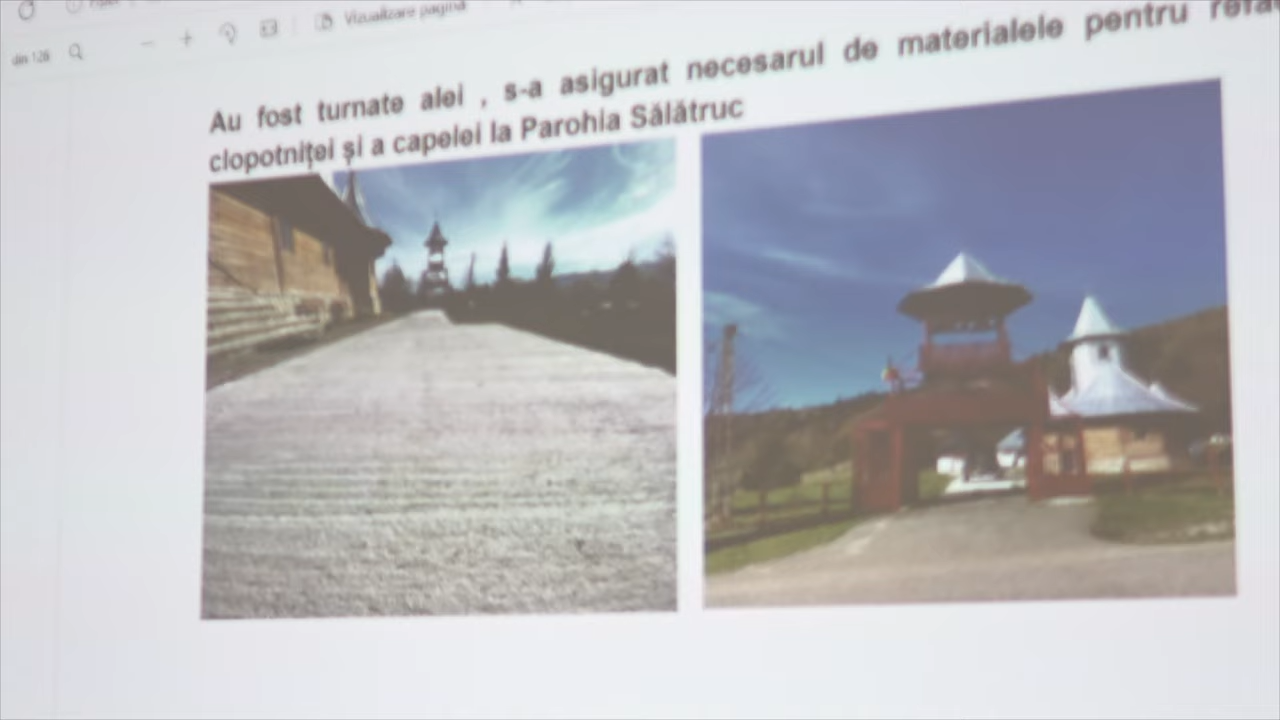 din 128
Vizualizare pagină
Au fost turnate alei , s-a asigurat necesarul de materialele pentru
clopotniței și a capelei la Parohia Sălătruc